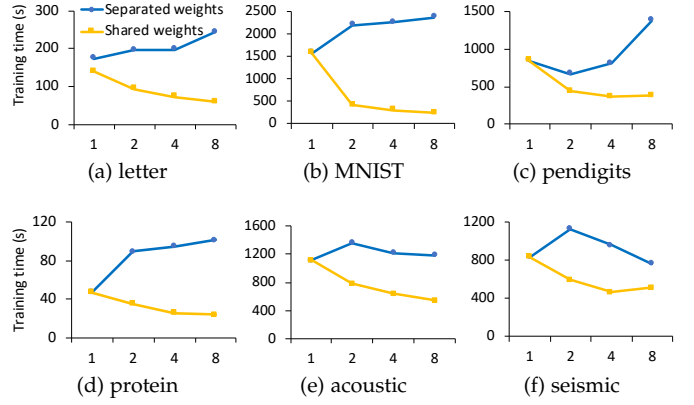 Separated weights
Shared weights
Training time (s)
300
200
100
0
1 2 4 8
(a) letter
2500
2000
1500
1000
500
0
1 2 4 8
(b) MNIST
1500
1000
500
0
1 2 4 8
(c) pendigits
Training time (s)
120
80
40
0
1 2 4 8
(d) protein
1600
1200
800
400
0
1 2 4 8
(e) acoustic
1200
800
400
0
1 2 4 8
(f) seismic